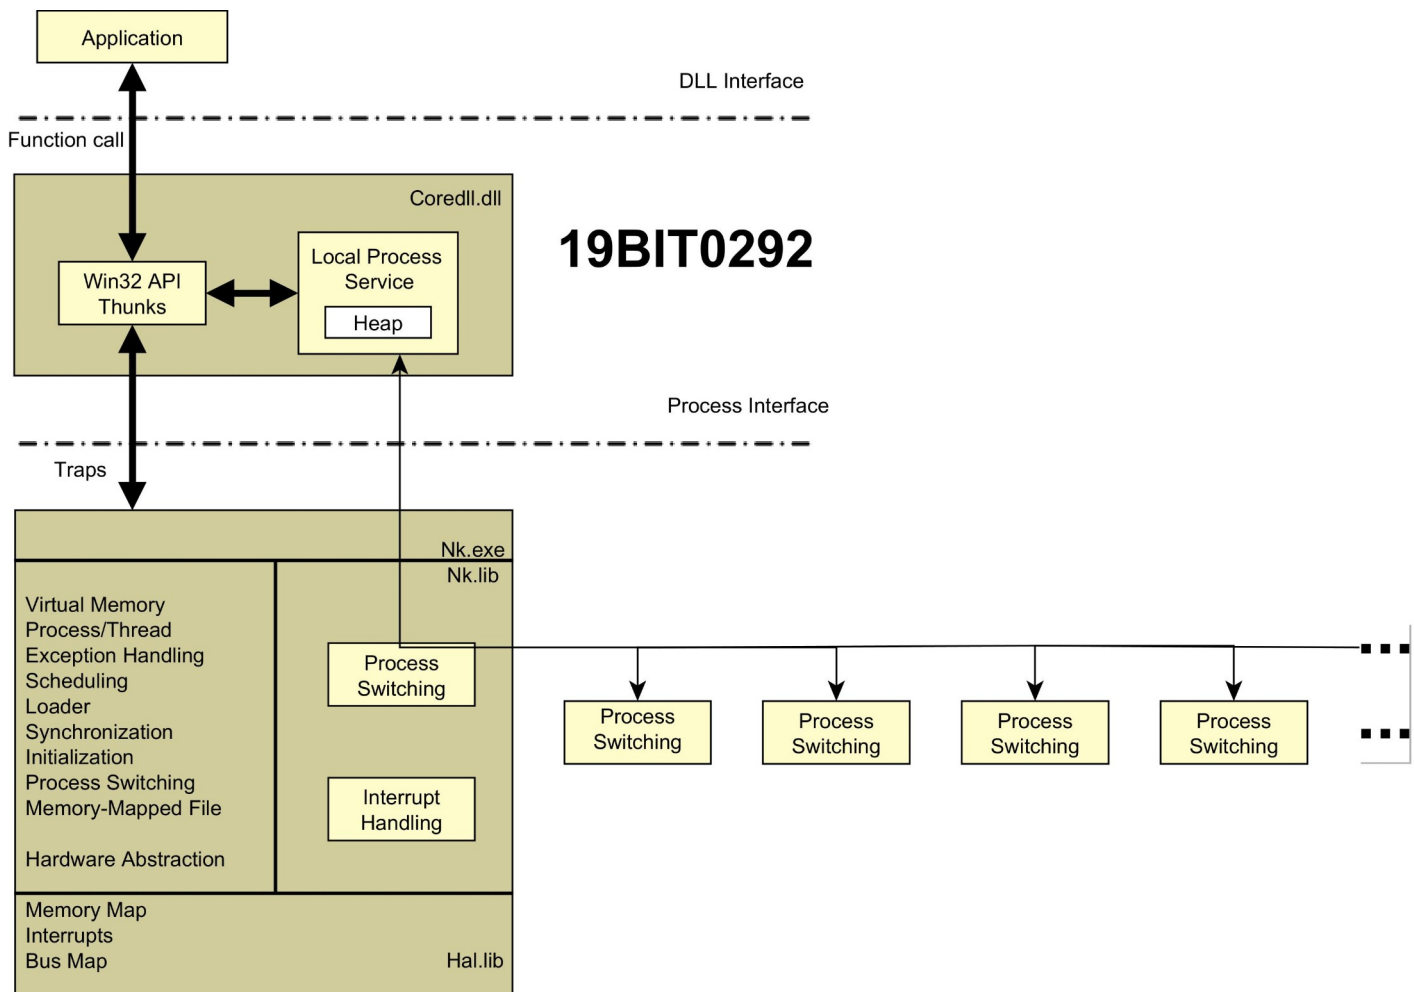 Application
DLL Interface
Function call
Coredll.dll
19BIT0292
Local Process
Service
Win32 API
Thunks
Heap
Process Interface
Traps
Nk.exe
Nk.lib
Virtual Memory
Process/Thread
Exception Handling
Scheduling
Loader
Synchronization
Initialization
Process Switching
Memory-Mapped File
Hardware Abstraction
Process
Switching
Interrupt
Handling
Process
Switching
Process
Switching
Process
Switching
Process
Switching
Memory Map
Interrupts
Bus Map
Hal.lib